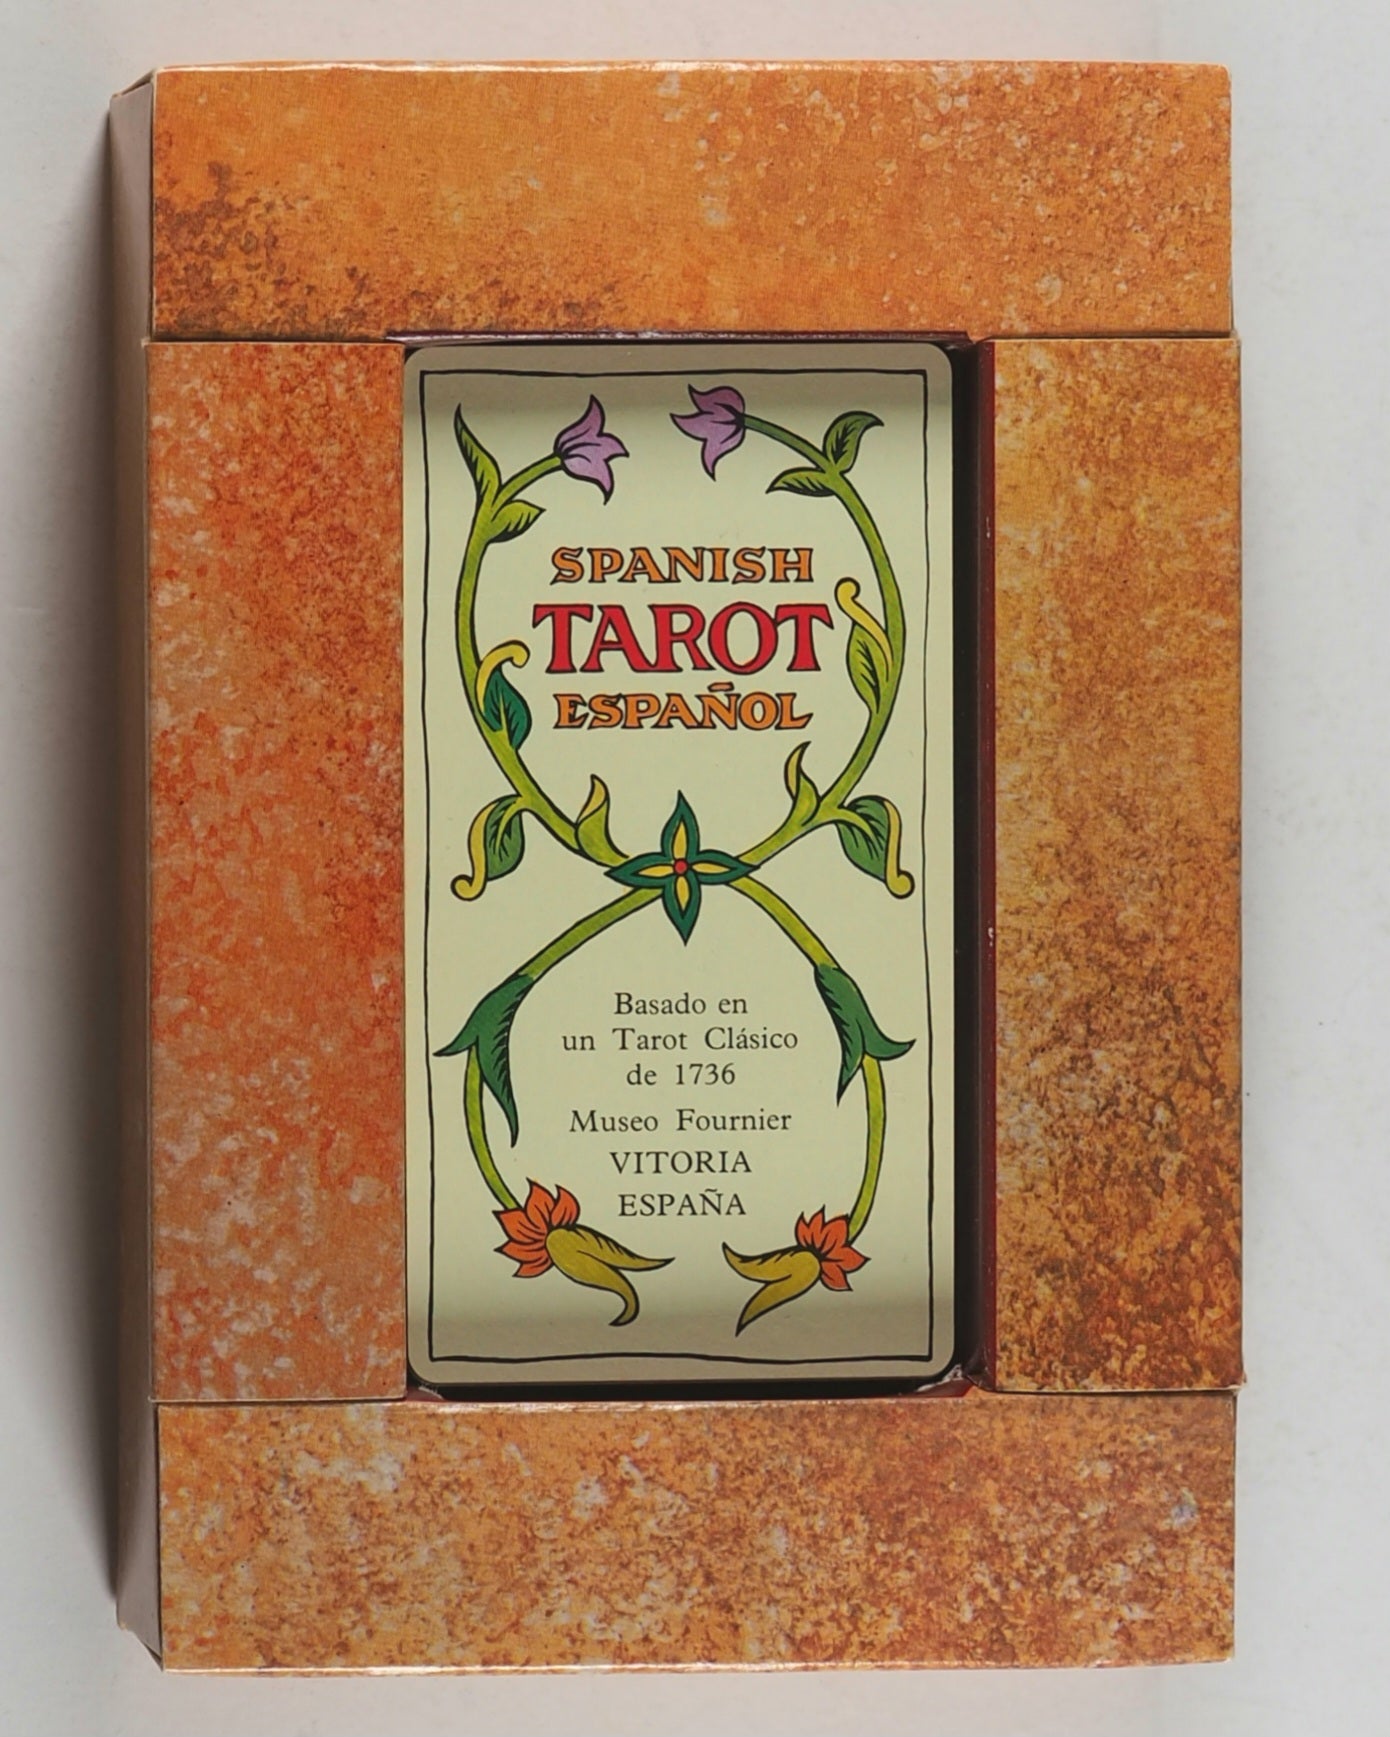 SPANISH
TAROT
ESPAÑOL
Basado en
un Tarot Clásico
de 1736
Museo Fournier
VITORIA
ESPAÑA